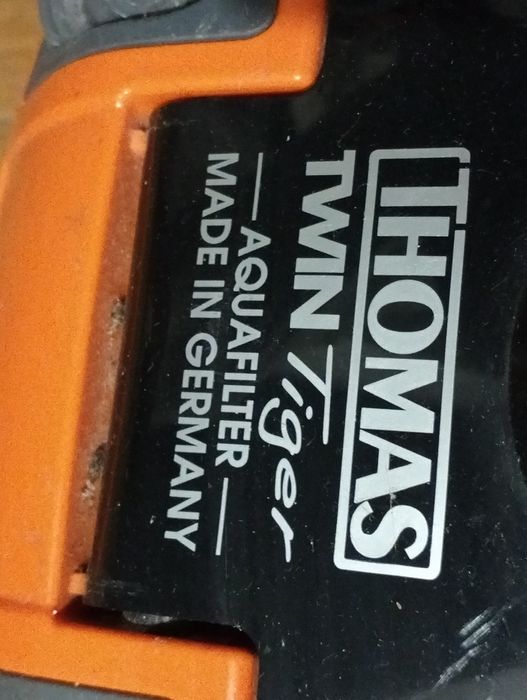 THOMAS
TWIN Tiger
AQUAFILTER
MADE IN GERMANY